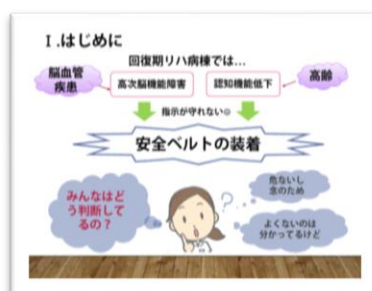 Ⅰ.はじめに
回復期リハ病棟では…
脳血管
疾患
高次脳機能障害
認知機能低下
高齢
指示が守れない☹
安全ベルトの装着
みんなはど
う判断して
るの？
危ないし
念のため
よくないのは
分かってるけど